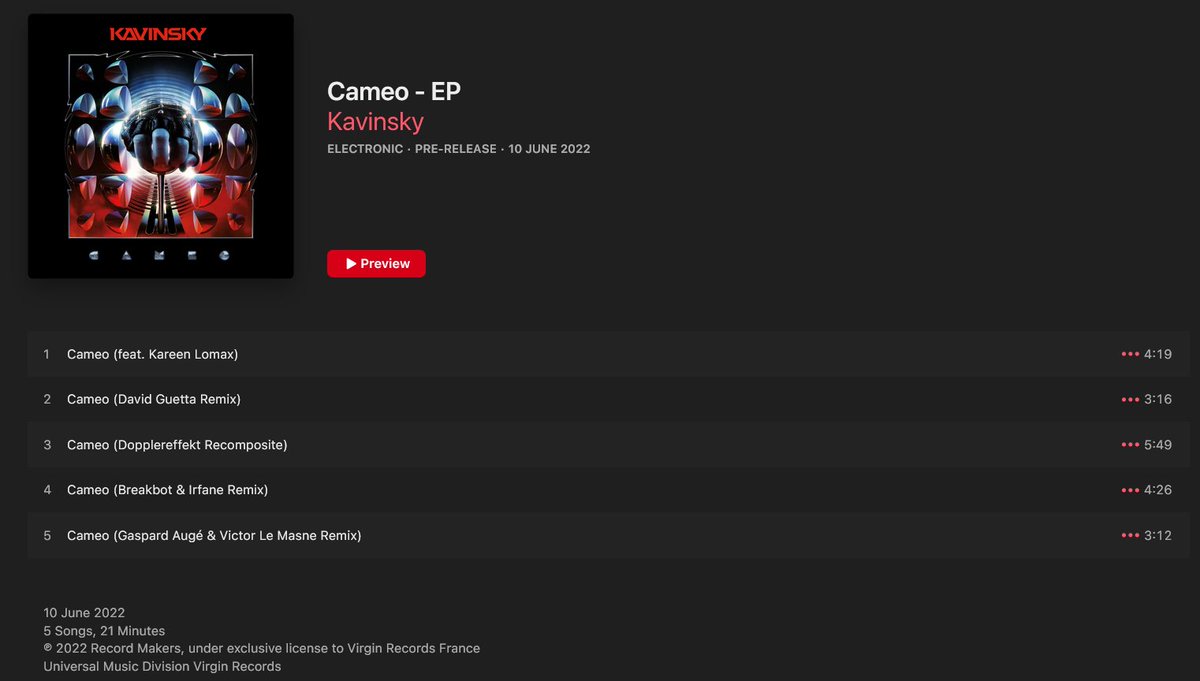 KAVINSKY
CAMEO
Cameo - EP
Kavinsky
ELECTRONIC · PRE-RELEASE · 10 JUNE 2022
Preview
1 Cameo (feat. Kareen Lomax) ••• 4:19
2 Cameo (David Guetta Remix) ••• 3:16
3 Cameo (Dopplereffekt Recomposite) ••• 5:49
4 Cameo (Breakbot & Irfane Remix) ••• 4:26
5 Cameo (Gaspard Augé & Victor Le Masne Remix) ••• 3:12
10 June 2022
5 Songs, 21 Minutes
℗ 2022 Record Makers, under exclusive license to Virgin Records France
Universal Music Division Virgin Records